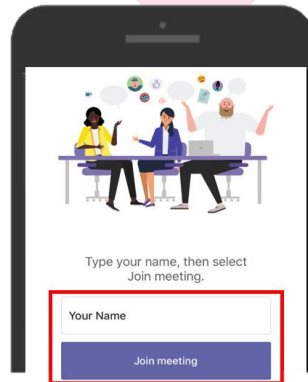 Type your name, then select
Join meeting.
Your Name
Join meeting